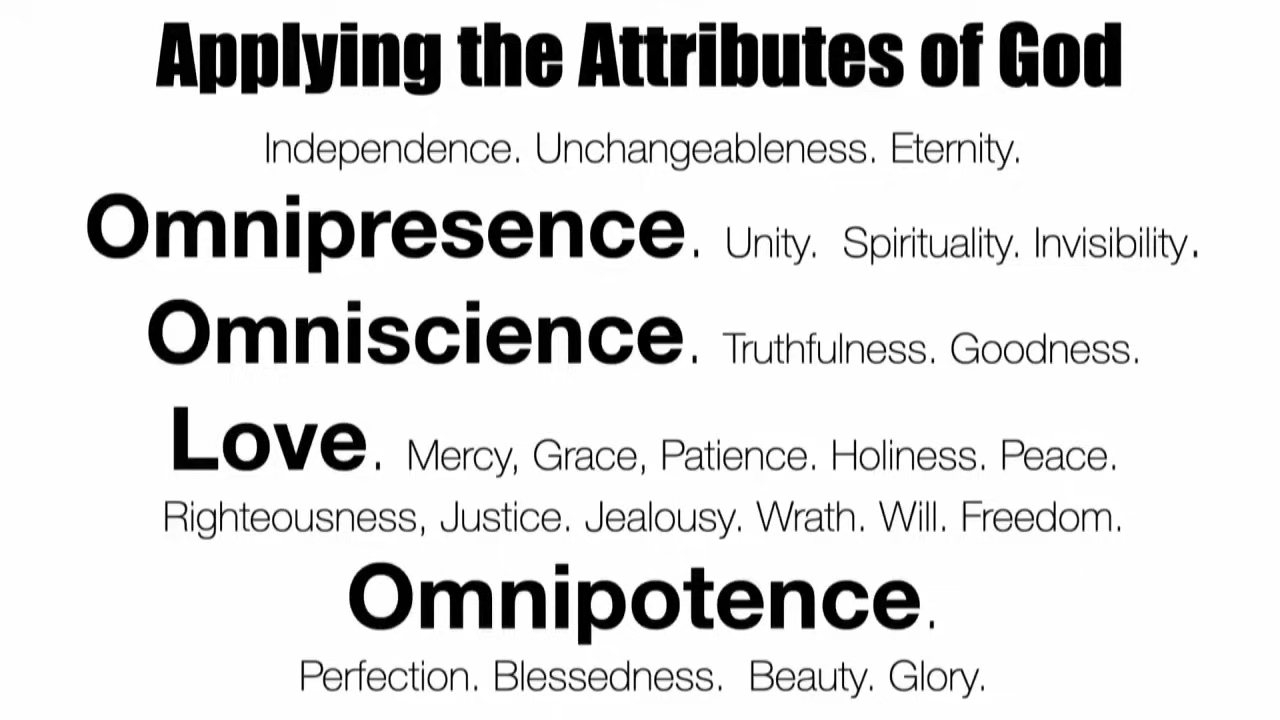 Applying the Attributes of God
Independence. Unchangeableness. Eternity.
Omnipresence. Unity. Spirituality. Invisibility.
Omniscience. Truthfulness. Goodness.
Love. Mercy, Grace, Patience. Holiness. Peace.
Righteousness, Justice. Jealousy. Wrath. Will. Freedom.
Omnipotence.
Perfection. Blessedness. Beauty. Glory.